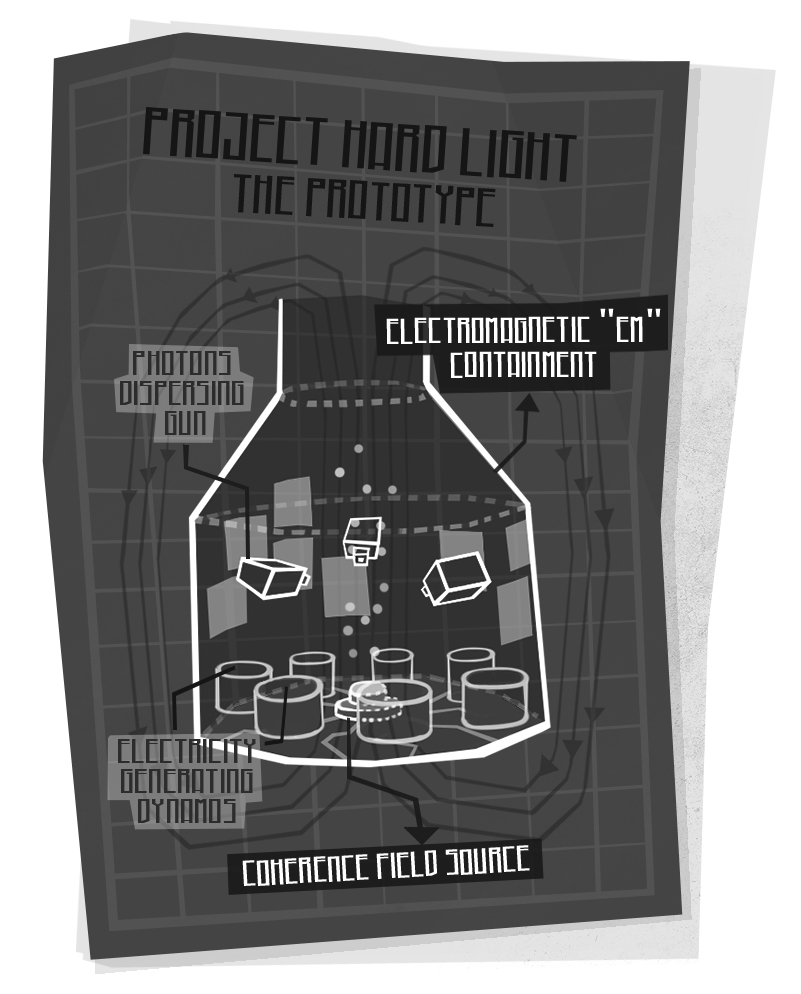 PROJECT HARD LIGHT
THE PROTOTYPE
ELECTROMAGNETIC "EM"
CONTAINMENT
PHOTONS
DISPERSING
GUN
ELECTRICITY
GENERATING
DYNAMOS
COHERENCE FIELD SOURCE